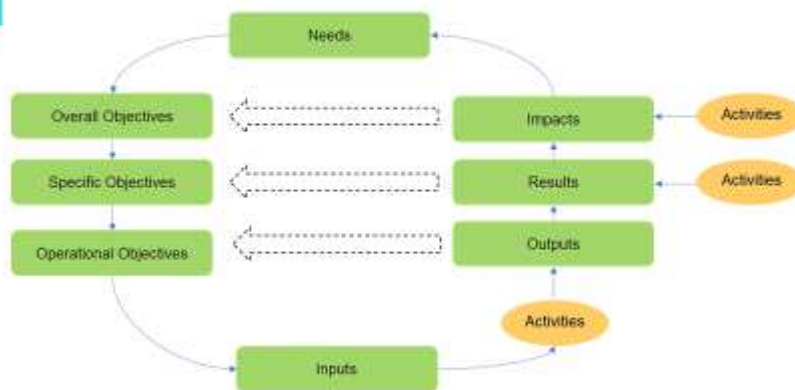 Needs
Overall Objectives
Impacts
Activities
Specific Objectives
Results
Activities
Operational Objectives
Outputs
Activities
Inputs